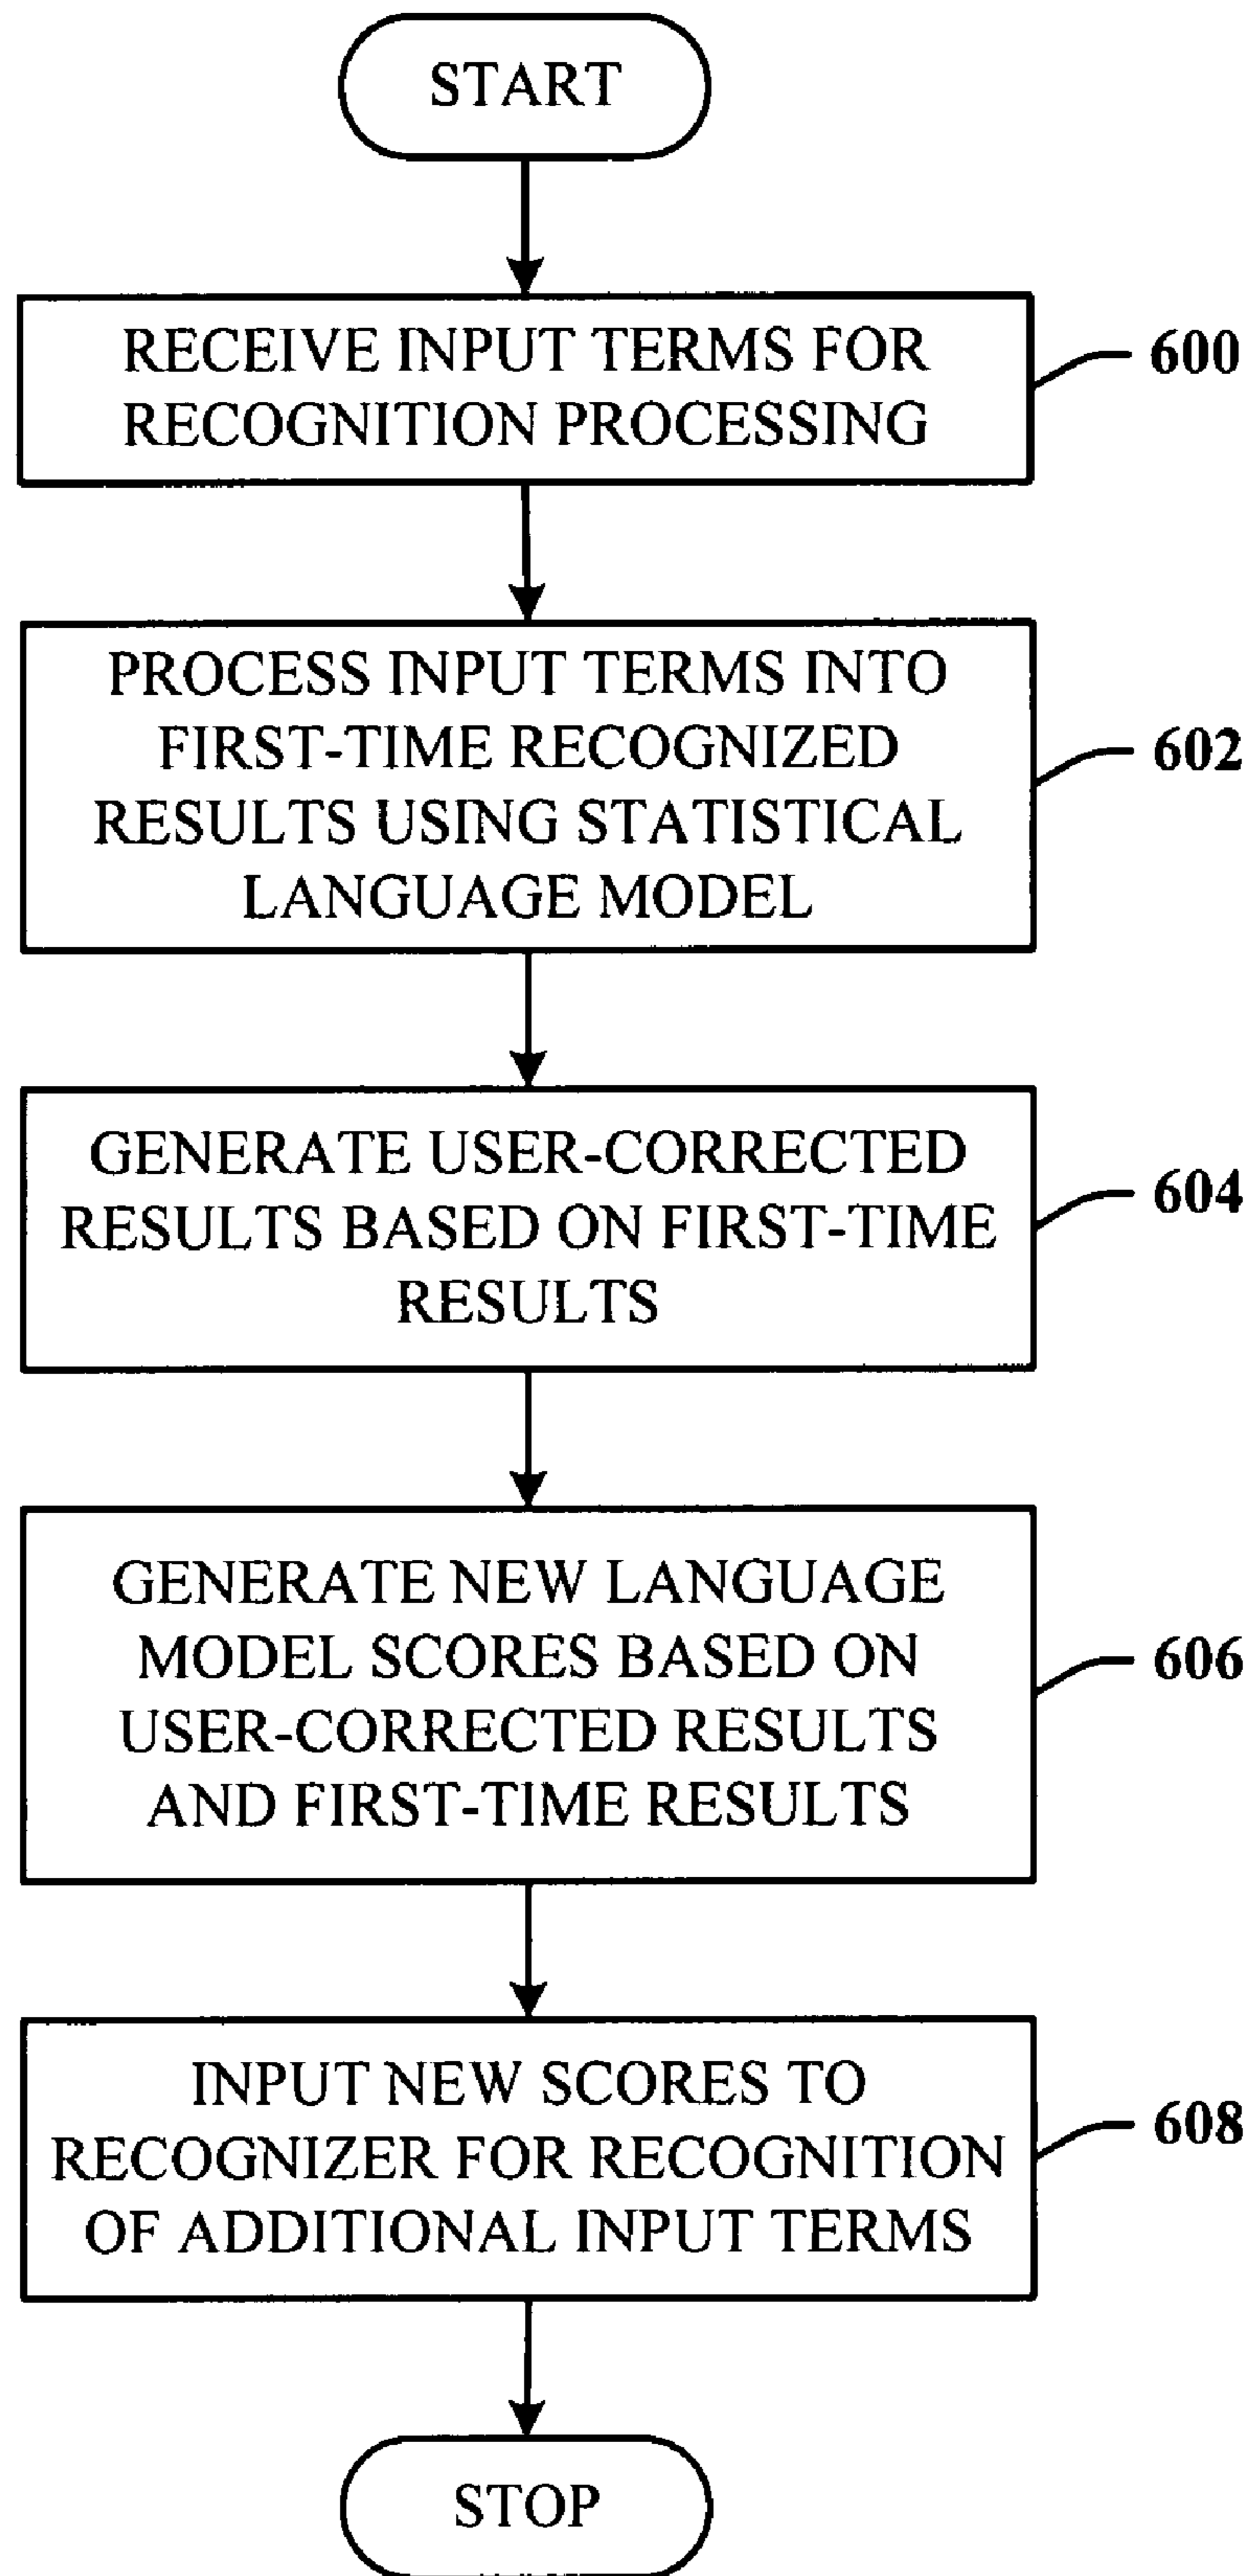 START
RECEIVE INPUT TERMS FOR
RECOGNITION PROCESSING
600
PROCESS INPUT TERMS INTO
FIRST-TIME RECOGNIZED
RESULTS USING STATISTICAL
LANGUAGE MODEL
602
GENERATE USER-CORRECTED
RESULTS BASED ON FIRST-TIME
RESULTS
604
GENERATE NEW LANGUAGE
MODEL SCORES BASED ON
USER-CORRECTED RESULTS
AND FIRST-TIME RESULTS
606
INPUT NEW SCORES TO
RECOGNIZER FOR RECOGNITION
OF ADDITIONAL INPUT TERMS
608
STOP